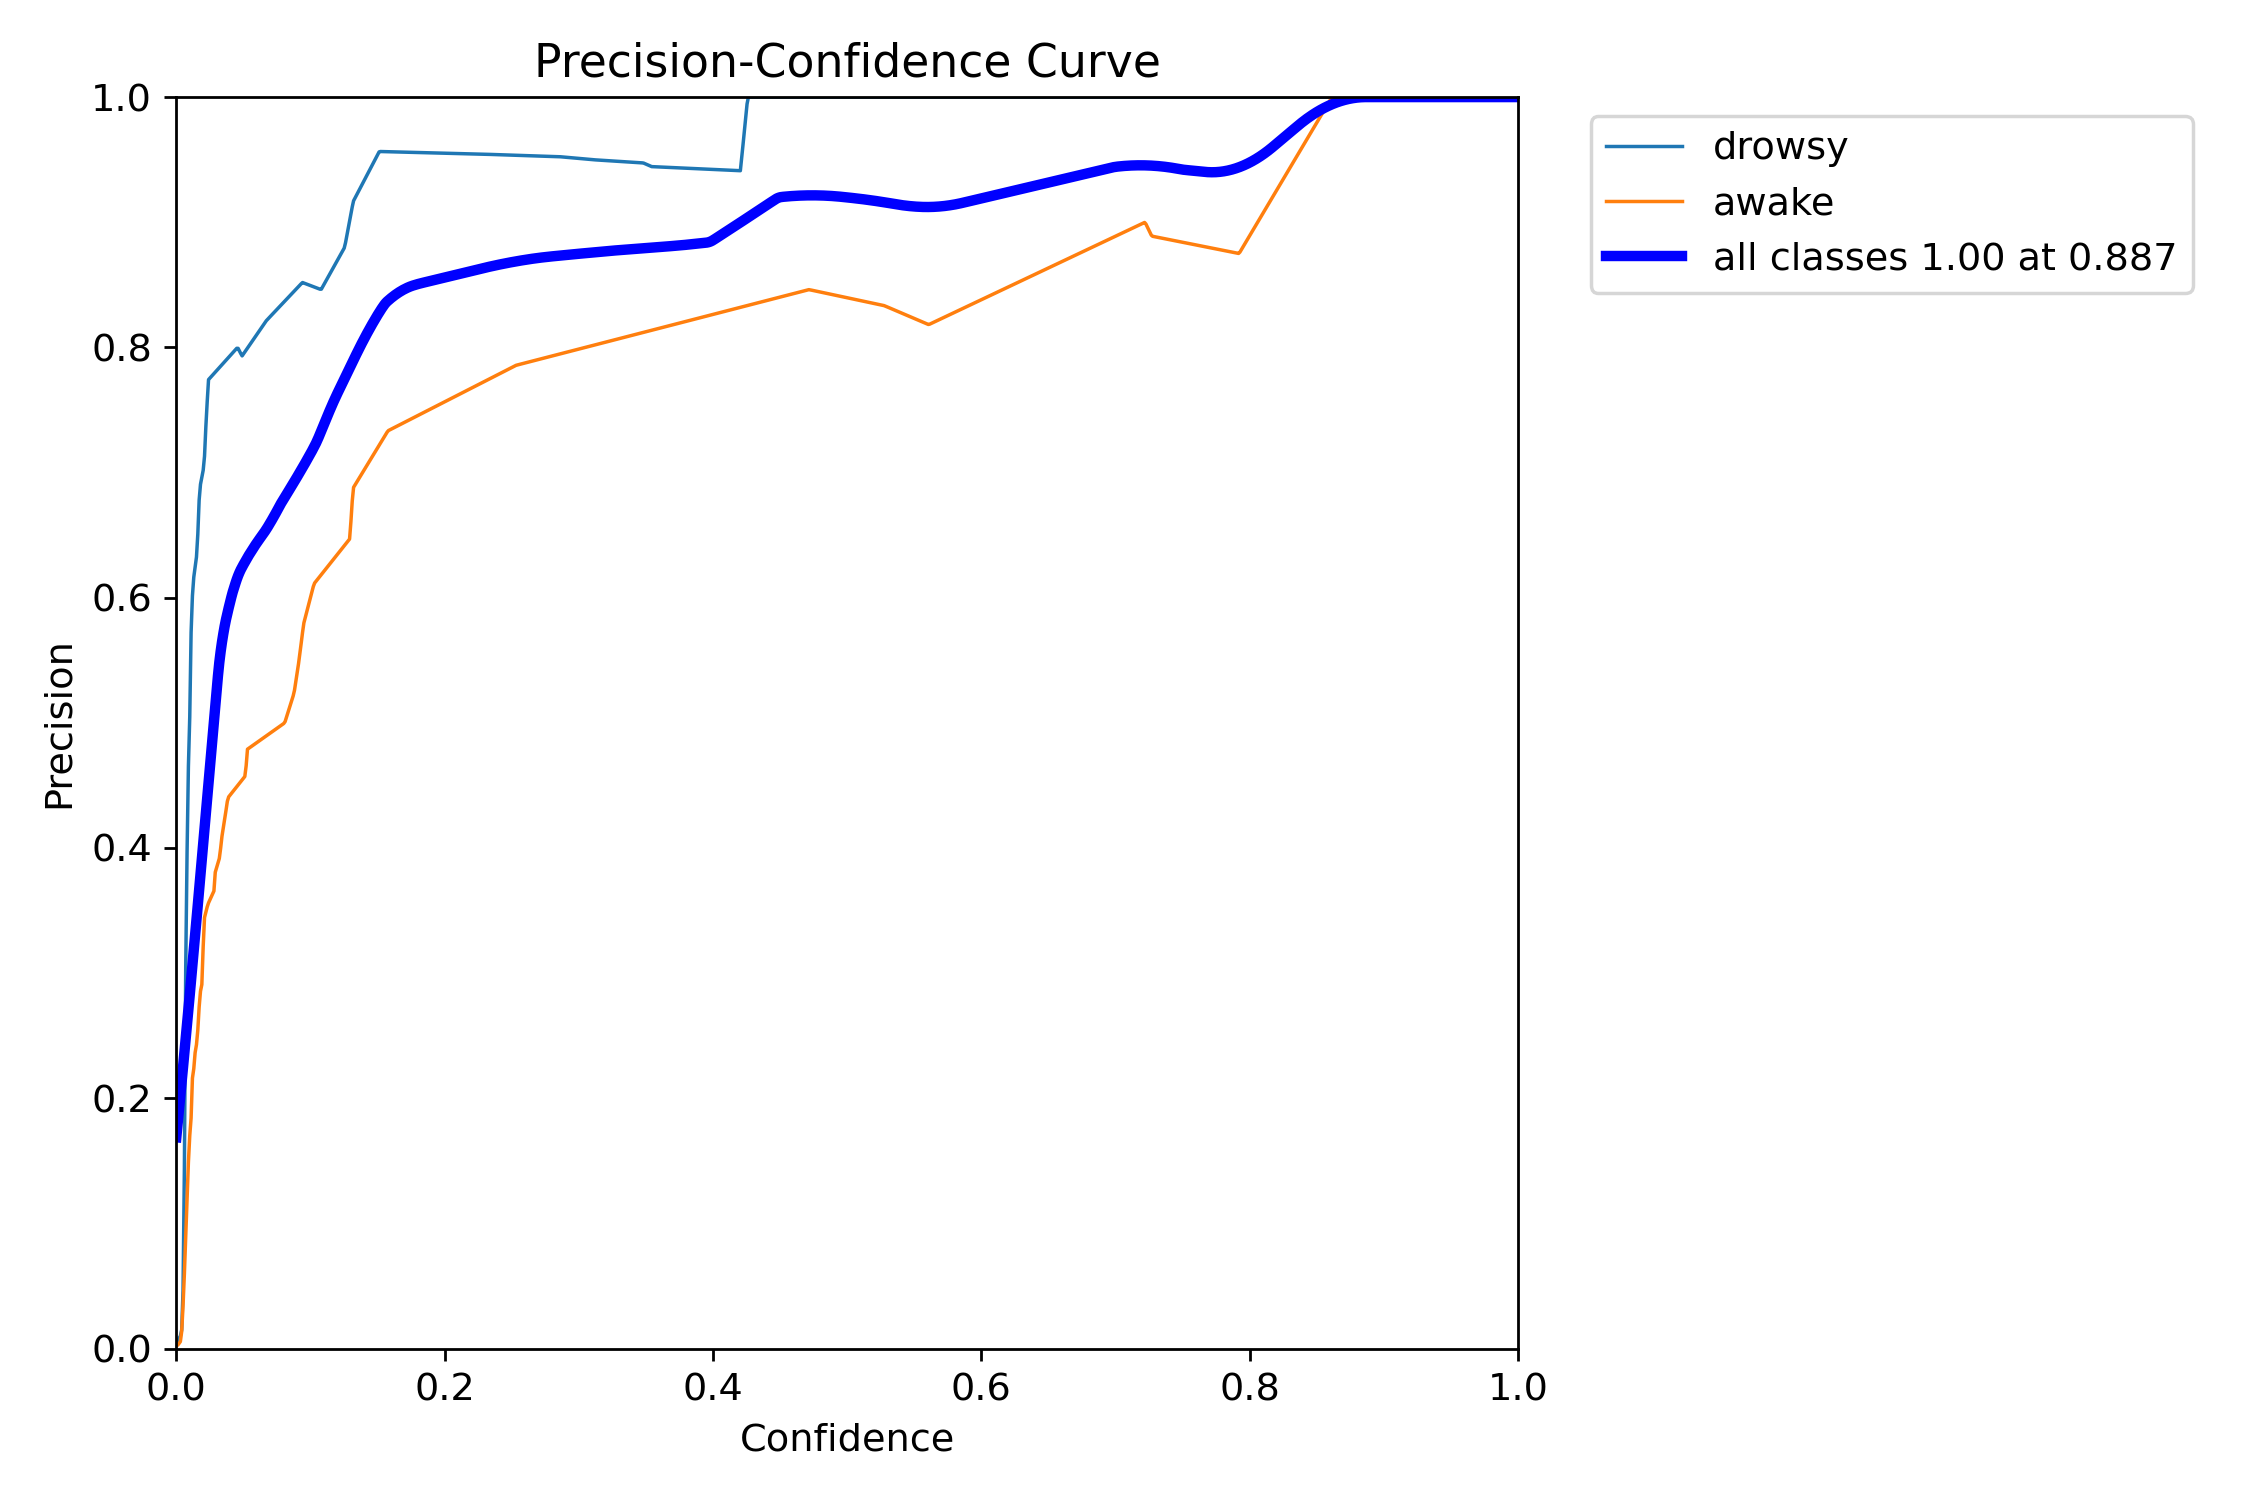 Precision-Confidence Curve
1.0
0.8
0.6
0.4
0.2
0.0
Precision
0.0 0.2 0.4 0.6 0.8 1.0
Confidence
drowsy
awake
all classes 1.00 at 0.887